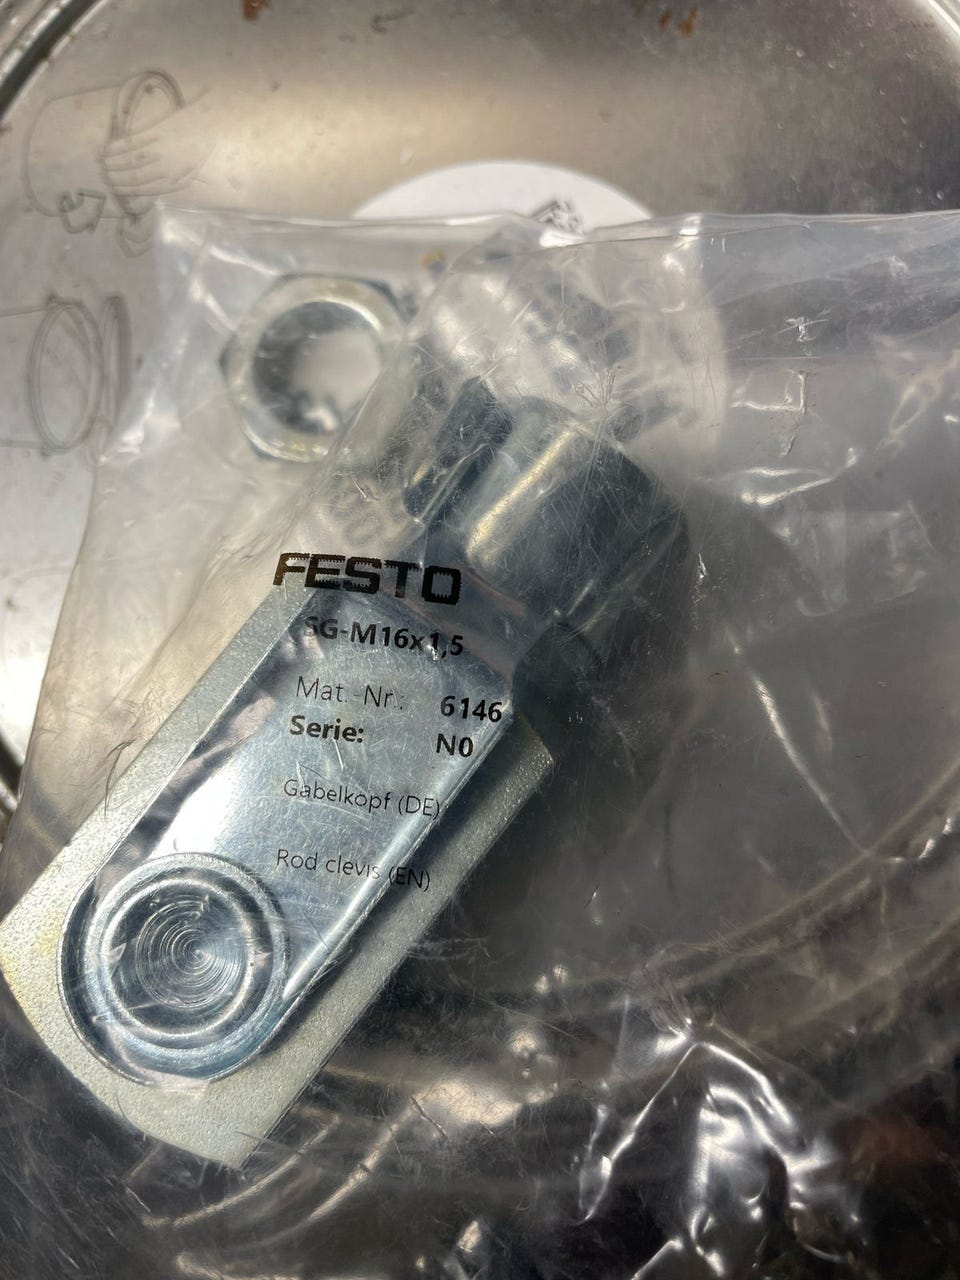 FESTO
SG-M16x1,5
Mat.-Nr.: 6146
Serie: N0
Gabelkopf (DE)
Rod clevis (EN)